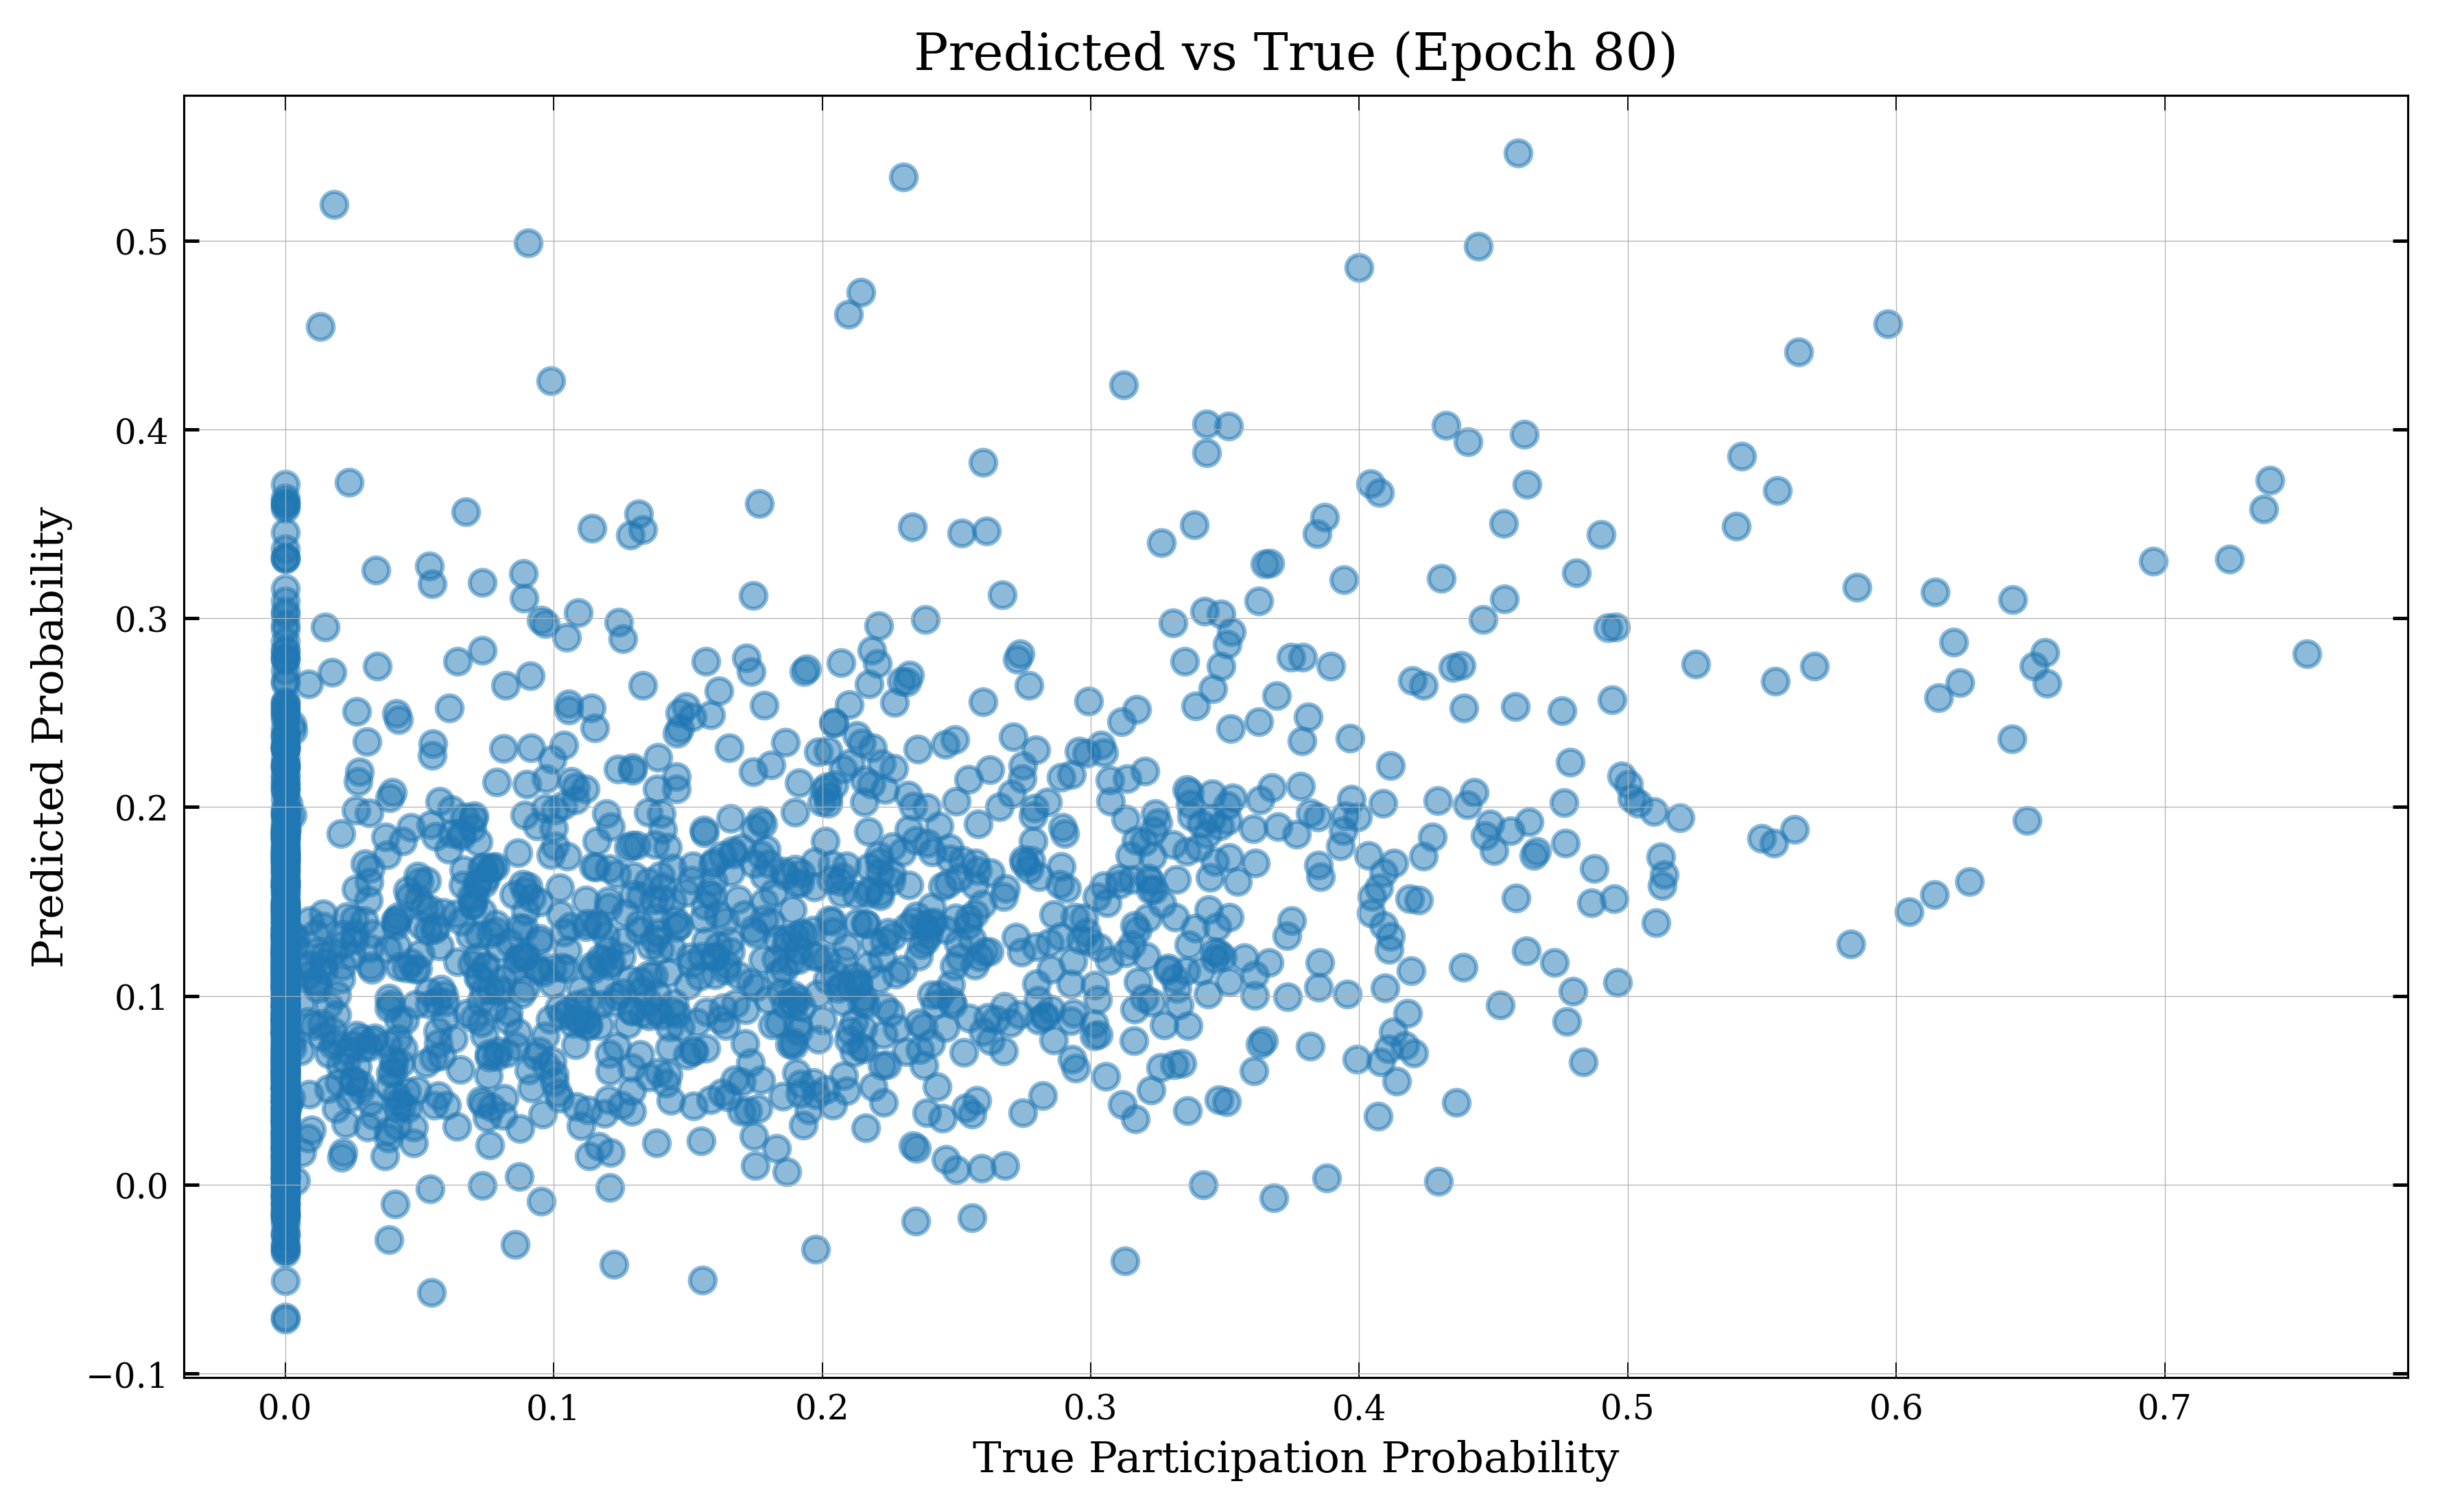 Predicted vs True (Epoch 80)
Predicted Probability
0.5
0.4
0.3
0.2
0.1
0.0
−0.1
0.0 0.1 0.2 0.3 0.4 0.5 0.6 0.7
True Participation Probability